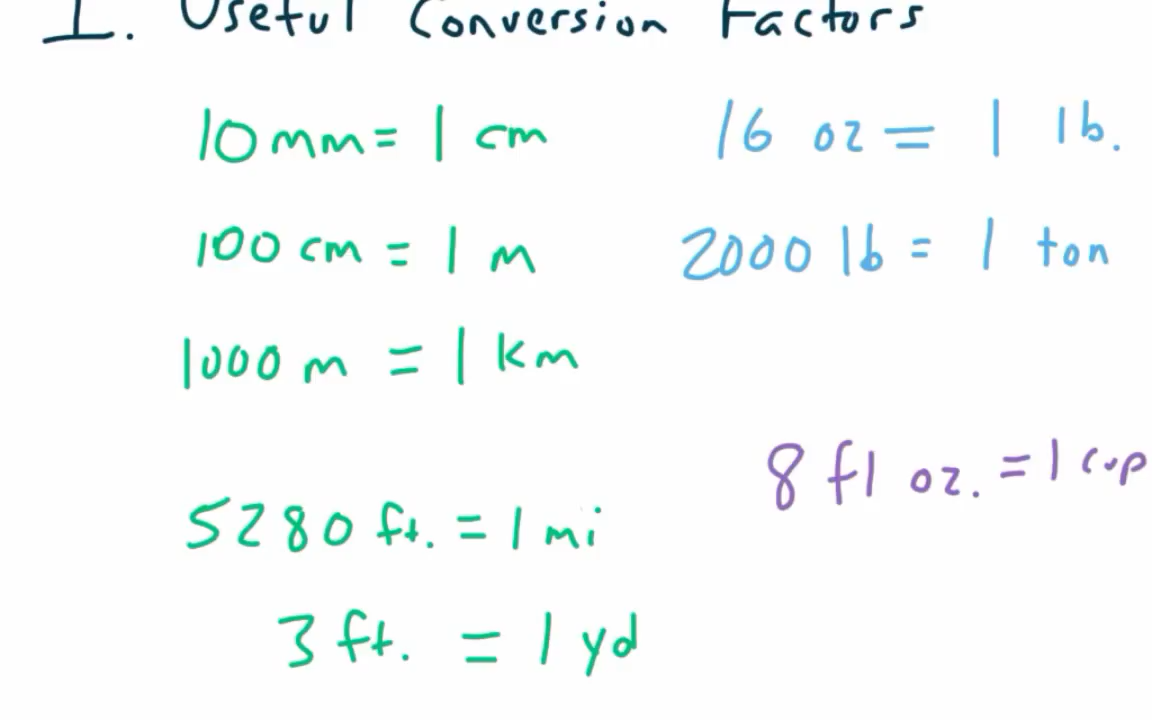 I. Useful Conversion Factors
10 mm = 1 cm
100 cm = 1 m
1000 m = 1 km
5280 ft. = 1 mi
3 ft. = 1 yd
16 oz = 1 lb.
2000 lb = 1 ton
8 fl oz. = 1 cup